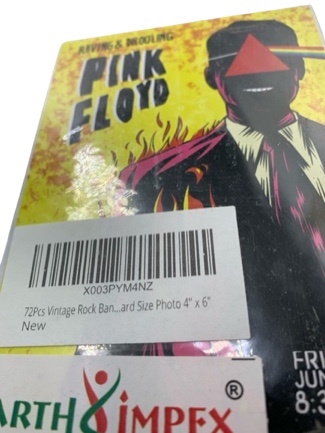 RAVING & DROOLING
PINK
FLOYD
X003PYM4NZ
72Pcs Vintage Rock Ban...ard Size Photo 4" x 6"
New
FRI
JUN
8:3
ARTH IMPEX ®